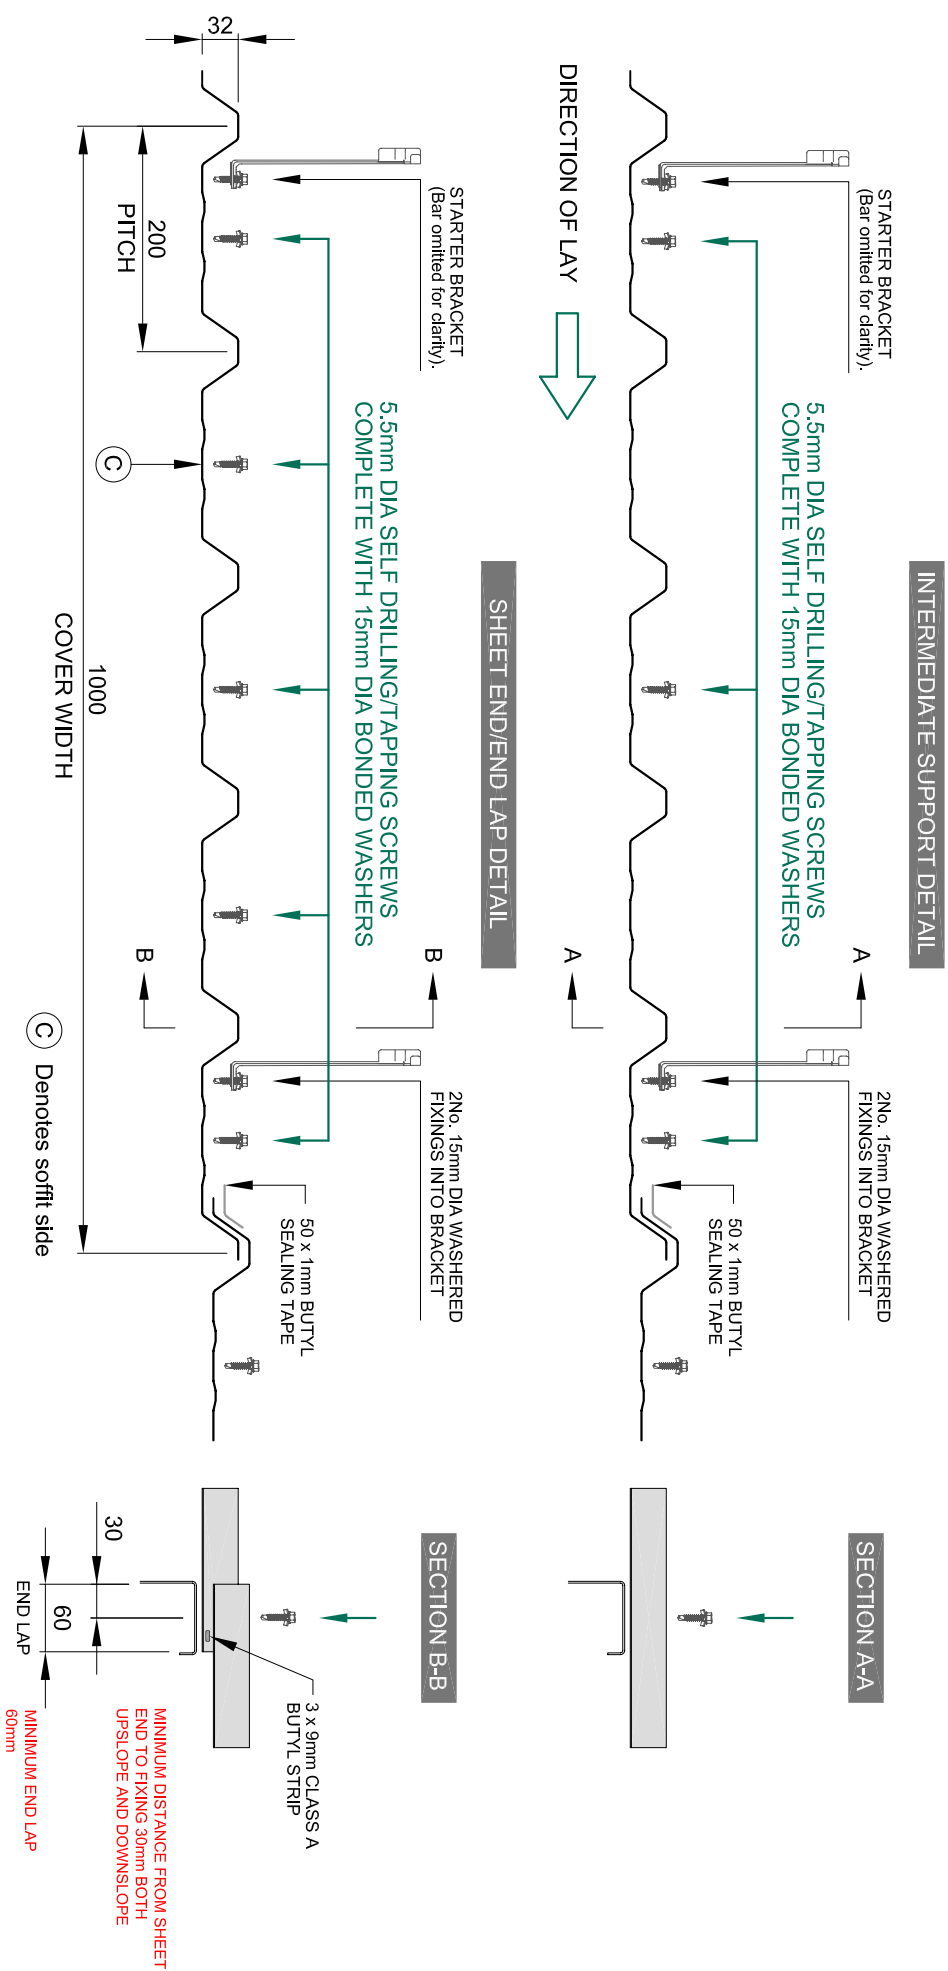 INTERMEDIATE SUPPORT DETAIL
SECTION A-A
STARTER BRACKET
(Bar omitted for clarity).
5.5mm DIA SELF DRILLING/TAPPING SCREWS
COMPLETE WITH 15mm DIA BONDED WASHERS
A
2No. 15mm DIA WASHERED
FIXINGS INTO BRACKET
50 x 1mm BUTYL
SEALING TAPE
A
DIRECTION OF LAY
SHEET END/END LAP DETAIL
SECTION B-B
STARTER BRACKET
(Bar omitted for clarity).
5.5mm DIA SELF DRILLING/TAPPING SCREWS
COMPLETE WITH 15mm DIA BONDED WASHERS
B
2No. 15mm DIA WASHERED
FIXINGS INTO BRACKET
50 x 1mm BUTYL
SEALING TAPE
3 x 9mm CLASS A
BUTYL STRIP
32
B
200
PITCH
C
1000
COVER WIDTH
C Denotes soffit side
30
60
END LAP
MINIMUM DISTANCE FROM SHEET
END TO FIXING 30mm BOTH
UPSLOPE AND DOWNSLOPE
MINIMUM END LAP
60mm